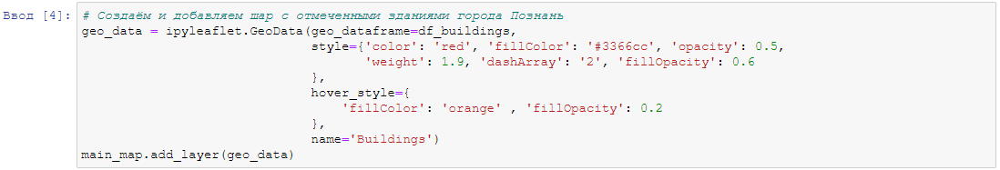 Ввод [4]: # Создаём и добавляем шар с отмеченными зданиями города Познань
geo_data = ipyleaflet.GeoData(geo_dataframe=df_buildings,
style={'color': 'red', 'fillColor': '#3366cc', 'opacity': 0.5,
'weight': 1.9, 'dashArray': '2', 'fillOpacity': 0.6
},
hover_style={
'fillColor': 'orange' , 'fillOpacity': 0.2
},
name='Buildings')
main_map.add_layer(geo_data)